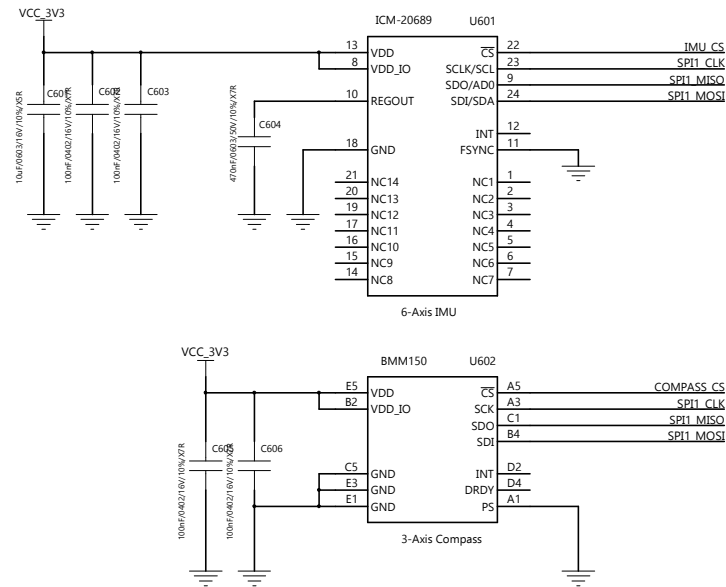 VCC_3V3
ICM-20689 U601
13 VDD CS 22 IMU_CS
8 VDD_IO SCLK/SCL 23 SPI1_CLK
SDO/AD0 9 SPI1_MISO
10 REGOUT SDI/SDA 24 SPI1_MOSI
C601 C602 C603
10uF/0603/16V/10%/X5R
100nF/0402/16V/10%/X7R
100nF/0402/16V/10%/X7R
C604
470nF/0603/50V/10%/X7R
INT 12
18 GND FSYNC 11
21 NC14 NC1 1
20 NC13 NC2 2
19 NC12 NC3 3
17 NC11 NC4 4
16 NC10 NC5 5
15 NC9 NC6 6
14 NC8 NC7 7
6-Axis IMU
VCC_3V3
BMM150 U602
E5 VDD CS A5 COMPASS_CS
B2 VDD_IO SCK A3 SPI1_CLK
SDO C1 SPI1_MISO
SDI B4 SPI1_MOSI
C605 C606
100nF/0402/16V/10%/X7R
100nF/0402/16V/10%/X7R
C5 GND INT D2
E3 GND DRDY D4
E1 GND PS A1
3-Axis Compass